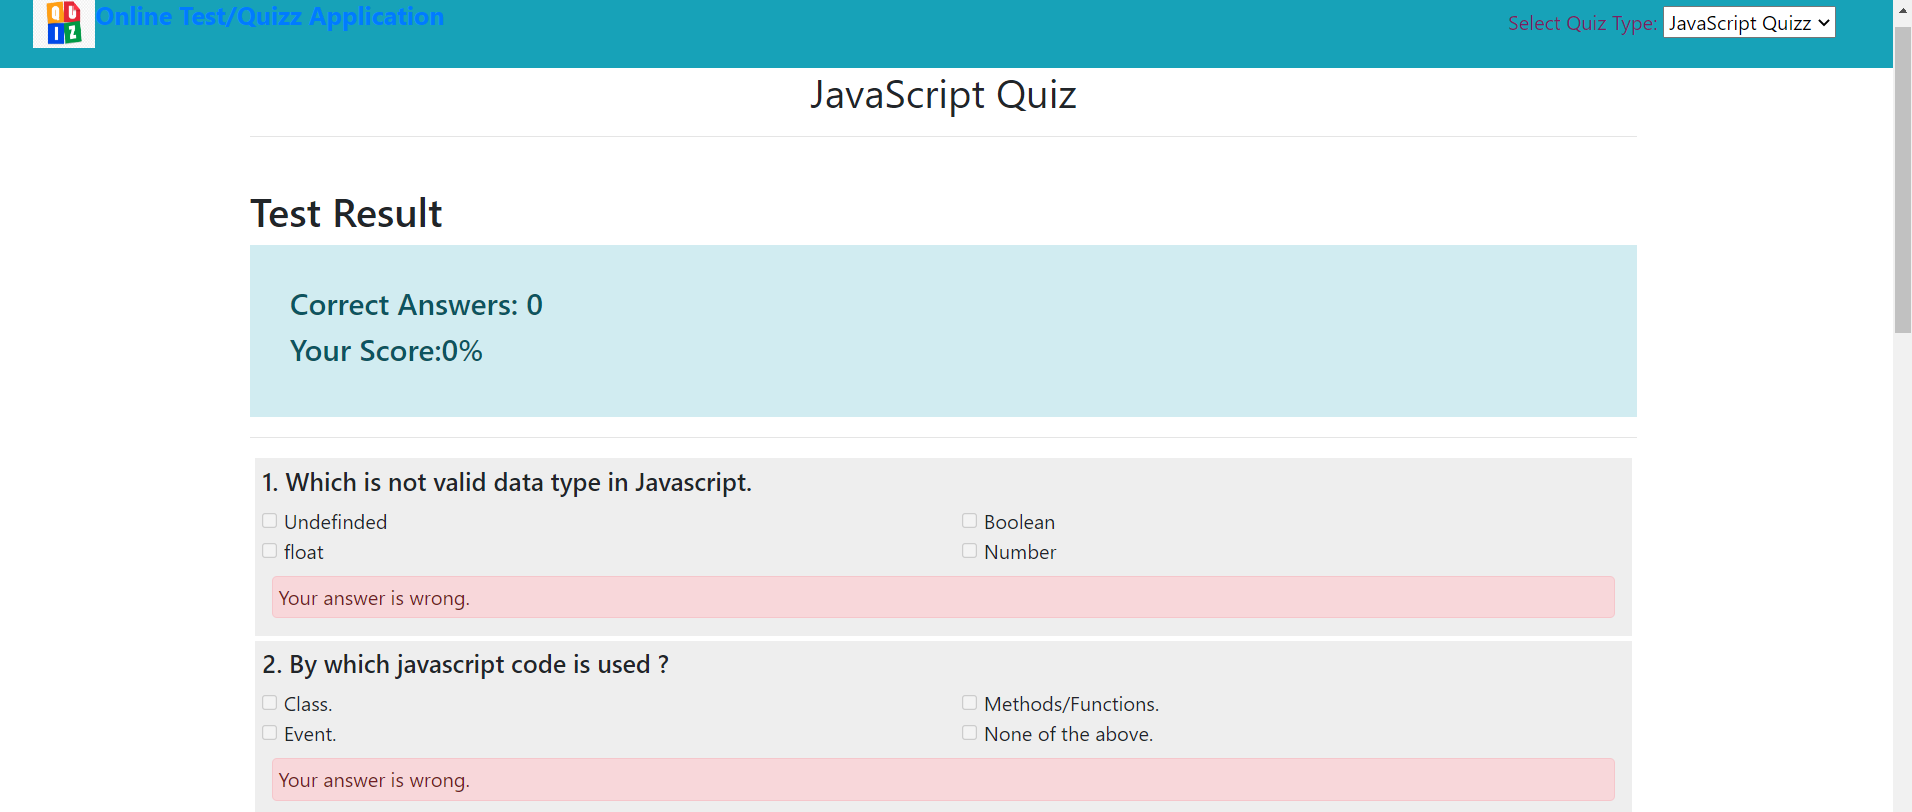 QUIZ
Online Test/Quizz Application
Select Quiz Type: JavaScript Quizz
JavaScript Quiz
Test Result
Correct Answers: 0
Your Score:0%
1. Which is not valid data type in Javascript.
Undefinded
Boolean
float
Number
Your answer is wrong.
2. By which javascript code is used ?
Class.
Methods/Functions.
Event.
None of the above.
Your answer is wrong.